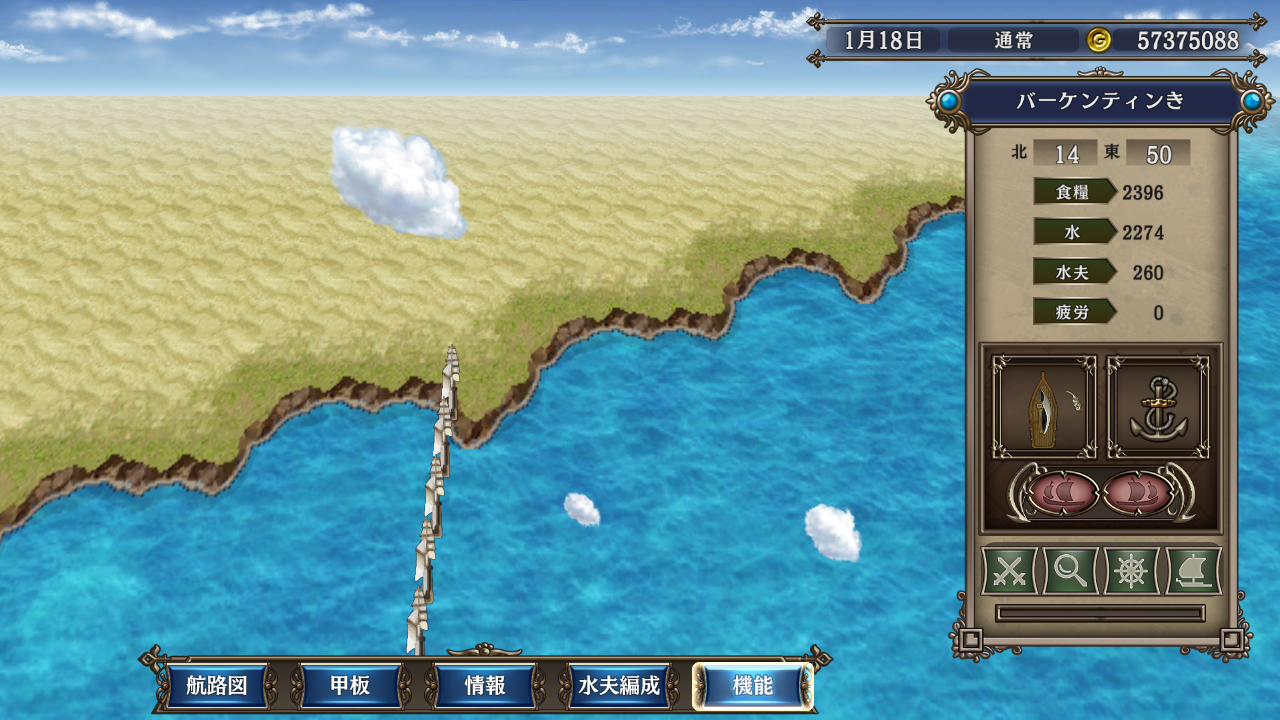 1月18日 通常 G 57375088
バーケンティンき
北 14 東 50
食糧 2396
水 2274
水夫 260
疲労 0
航路図 甲板 情報 水夫編成 機能